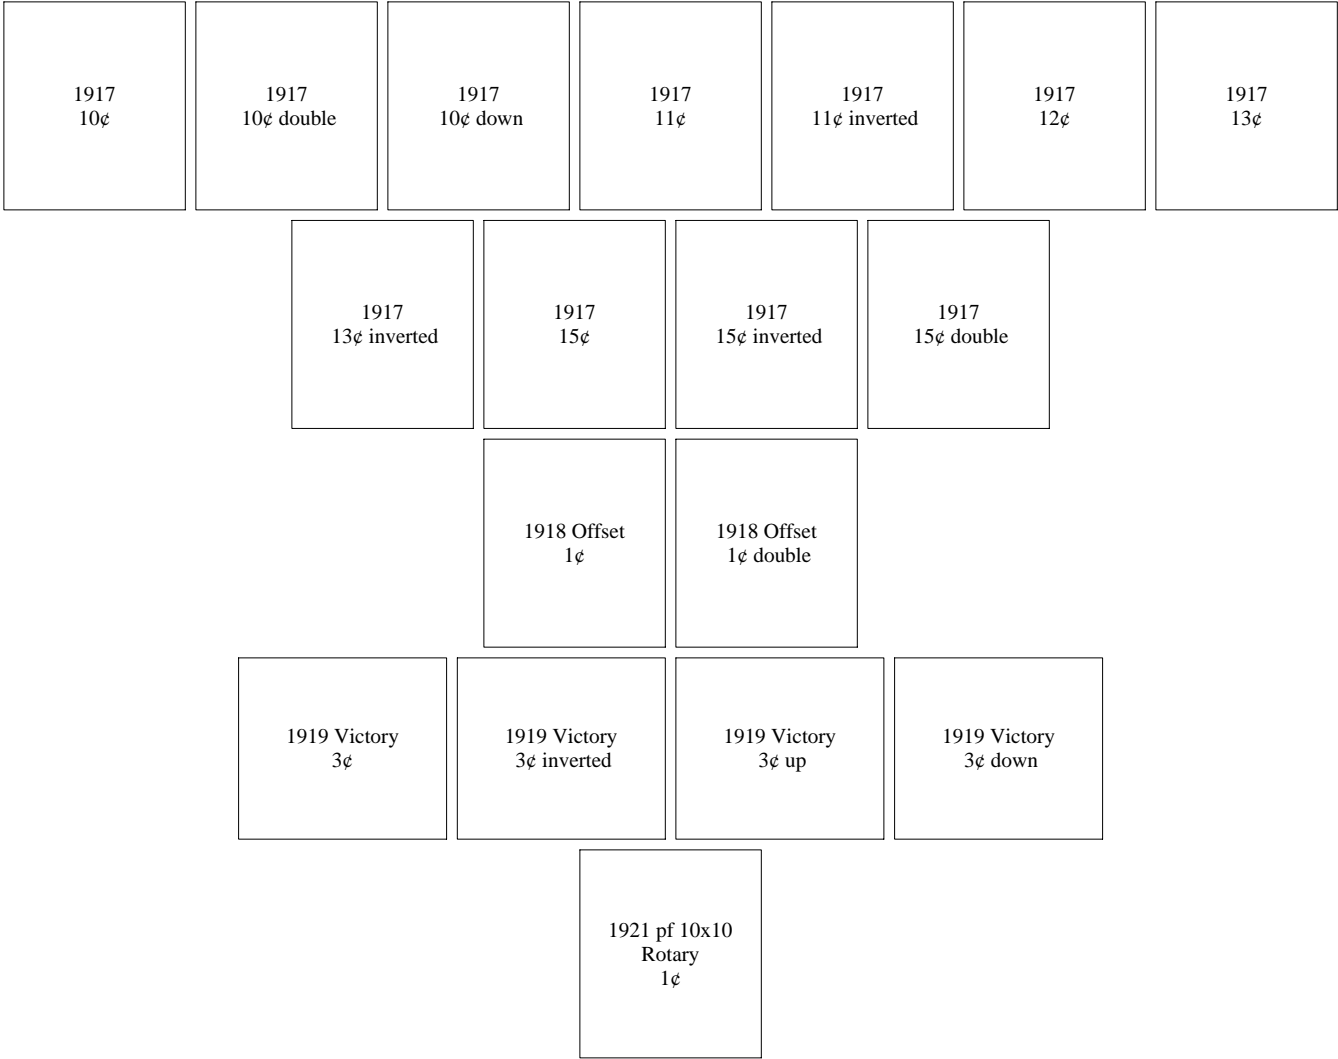 1917
10¢
1917
10¢ double
1917
10¢ down
1917
11¢
1917
11¢ inverted
1917
12¢
1917
13¢
1917
13¢ inverted
1917
15¢
1917
15¢ inverted
1917
15¢ double
1918 Offset
1¢
1918 Offset
1¢ double
1919 Victory
3¢
1919 Victory
3¢ inverted
1919 Victory
3¢ up
1919 Victory
3¢ down
1921 pf 10x10
Rotary
1¢